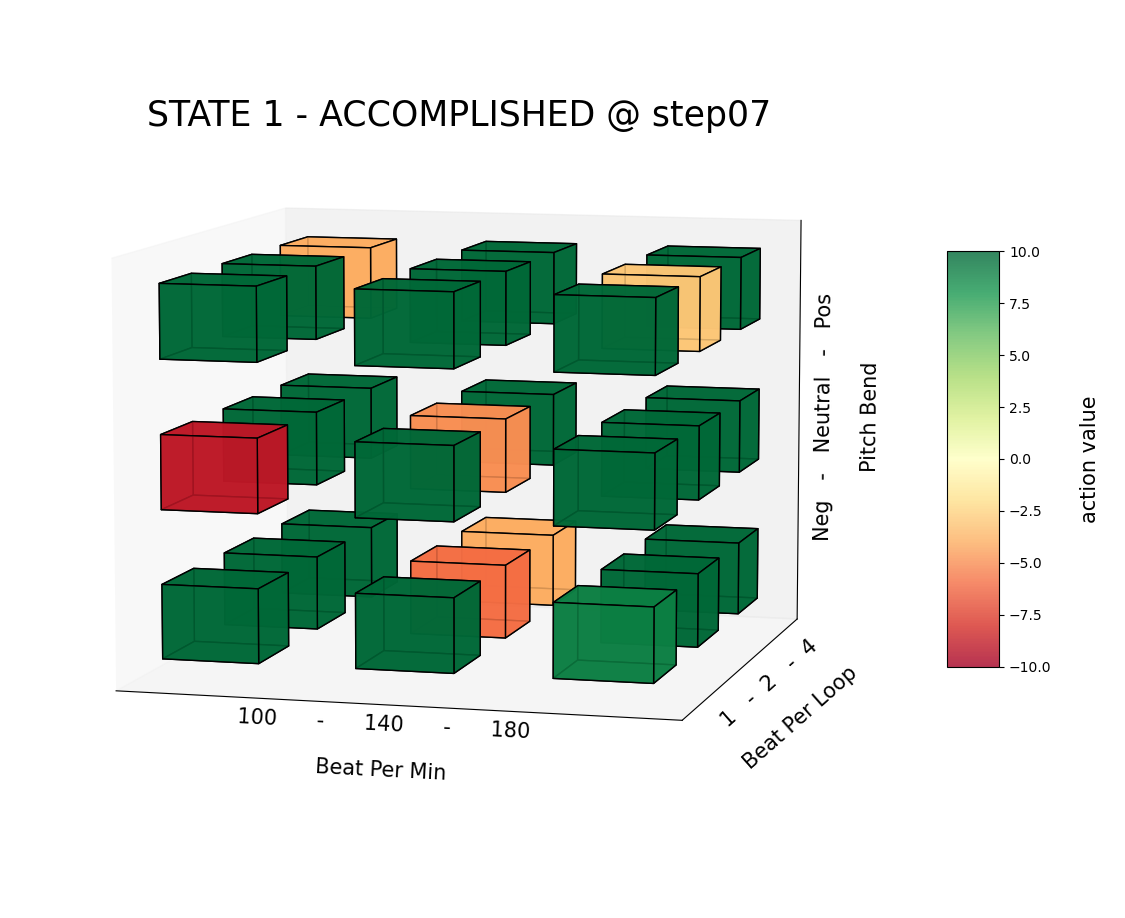 STATE 1 - ACCOMPLISHED @ step07
Neg - Neutral - Pos
Pitch Bend
1 - 2 - 4
Beat Per Loop
100 - 140 - 180
Beat Per Min
10.0
7.5
5.0
2.5
0.0
−2.5
−5.0
−7.5
−10.0
action value